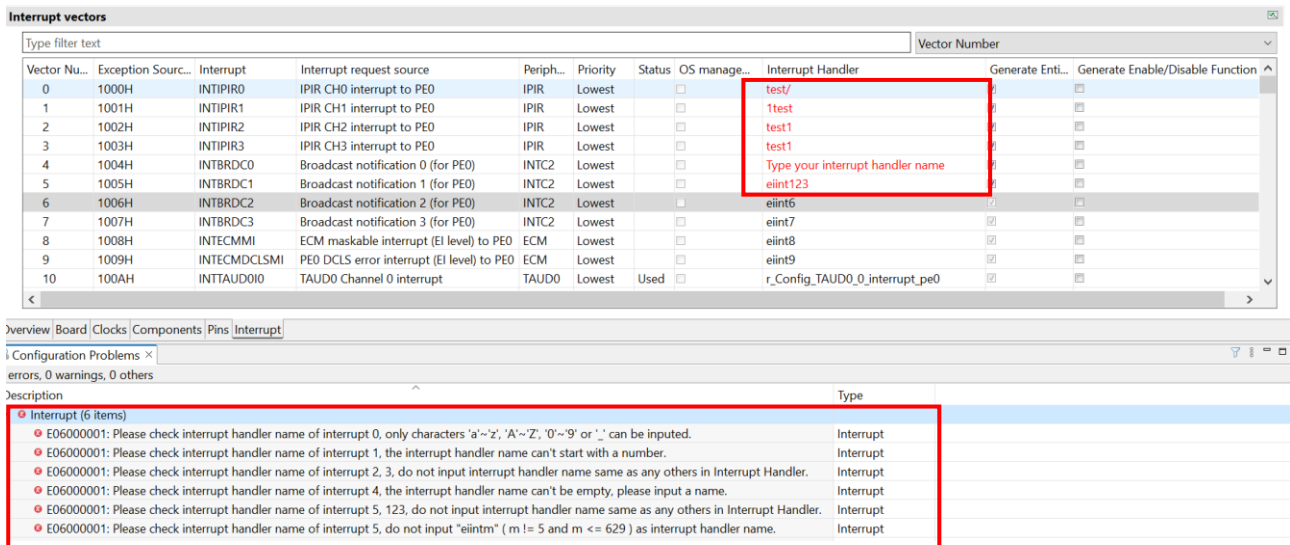 Interrupt vectors
Type filter text Vector Number
Vector Nu... Exception Sourc... Interrupt Interrupt request source Periph... Priority Status OS manage... Interrupt Handler Generate Enti... Generate Enable/Disable Function
0 1000H INTIPIR0 IPIR CH0 interrupt to PE0 IPIR Lowest test/
1 1001H INTIPIR1 IPIR CH1 interrupt to PE0 IPIR Lowest 1test
2 1002H INTIPIR2 IPIR CH2 interrupt to PE0 IPIR Lowest test1
3 1003H INTIPIR3 IPIR CH3 interrupt to PE0 IPIR Lowest test1
4 1004H INTBRDC0 Broadcast notification 0 (for PE0) INTC2 Lowest Type your interrupt handler name
5 1005H INTBRDC1 Broadcast notification 1 (for PE0) INTC2 Lowest eiint123
6 1006H INTBRDC2 Broadcast notification 2 (for PE0) INTC2 Lowest eiint6
7 1007H INTBRDC3 Broadcast notification 3 (for PE0) INTC2 Lowest eiint7
8 1008H INTECMMI ECM maskable interrupt (EI level) to PE0 ECM Lowest eiint8
9 1009H INTECMDCLSMI PE0 DCLS error interrupt (EI level) to PE0 ECM Lowest eiint9
10 100AH INTTAUD0I0 TAUD0 Channel 0 interrupt TAUD0 Lowest Used r_Config_TAUD0_0_interrupt_pe0
Overview Board Clocks Components Pins Interrupt
Configuration Problems
errors, 0 warnings, 0 others
Description Type
Interrupt (6 items)
E06000001: Please check interrupt handler name of interrupt 0, only characters 'a'~'z', 'A'~'Z', '0'~'9' or '_' can be inputed. Interrupt
E06000001: Please check interrupt handler name of interrupt 1, the interrupt handler name can't start with a number. Interrupt
E06000001: Please check interrupt handler name of interrupt 2, 3, do not input interrupt handler name same as any others in Interrupt Handler. Interrupt
E06000001: Please check interrupt handler name of interrupt 4, the interrupt handler name can't be empty, please input a name. Interrupt
E06000001: Please check interrupt handler name of interrupt 5, 123, do not input interrupt handler name same as any others in Interrupt Handler. Interrupt
E06000001: Please check interrupt handler name of interrupt 5, do not input "eiintm" ( m != 5 and m <= 629 ) as interrupt handler name. Interrupt